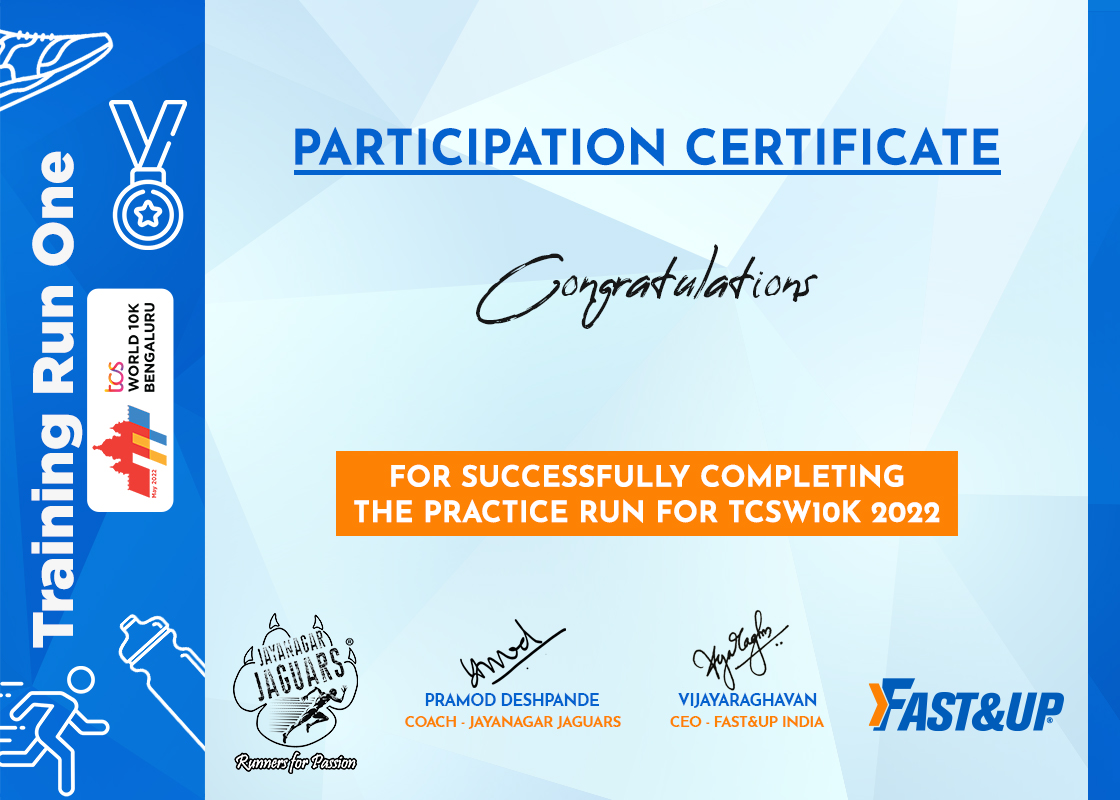 Training Run One
tcs
WORLD 10K
BENGALURU
May 2022
PARTICIPATION CERTIFICATE
Congratulations
FOR SUCCESSFULLY COMPLETING
THE PRACTICE RUN FOR TCSW10K 2022
JAYANAGAR
JAGUARS®
Runners for Passion
PRAMOD DESHPANDE
COACH - JAYANAGAR JAGUARS
VIJAYARAGHAVAN
CEO - FAST&UP INDIA
FAST&UP®